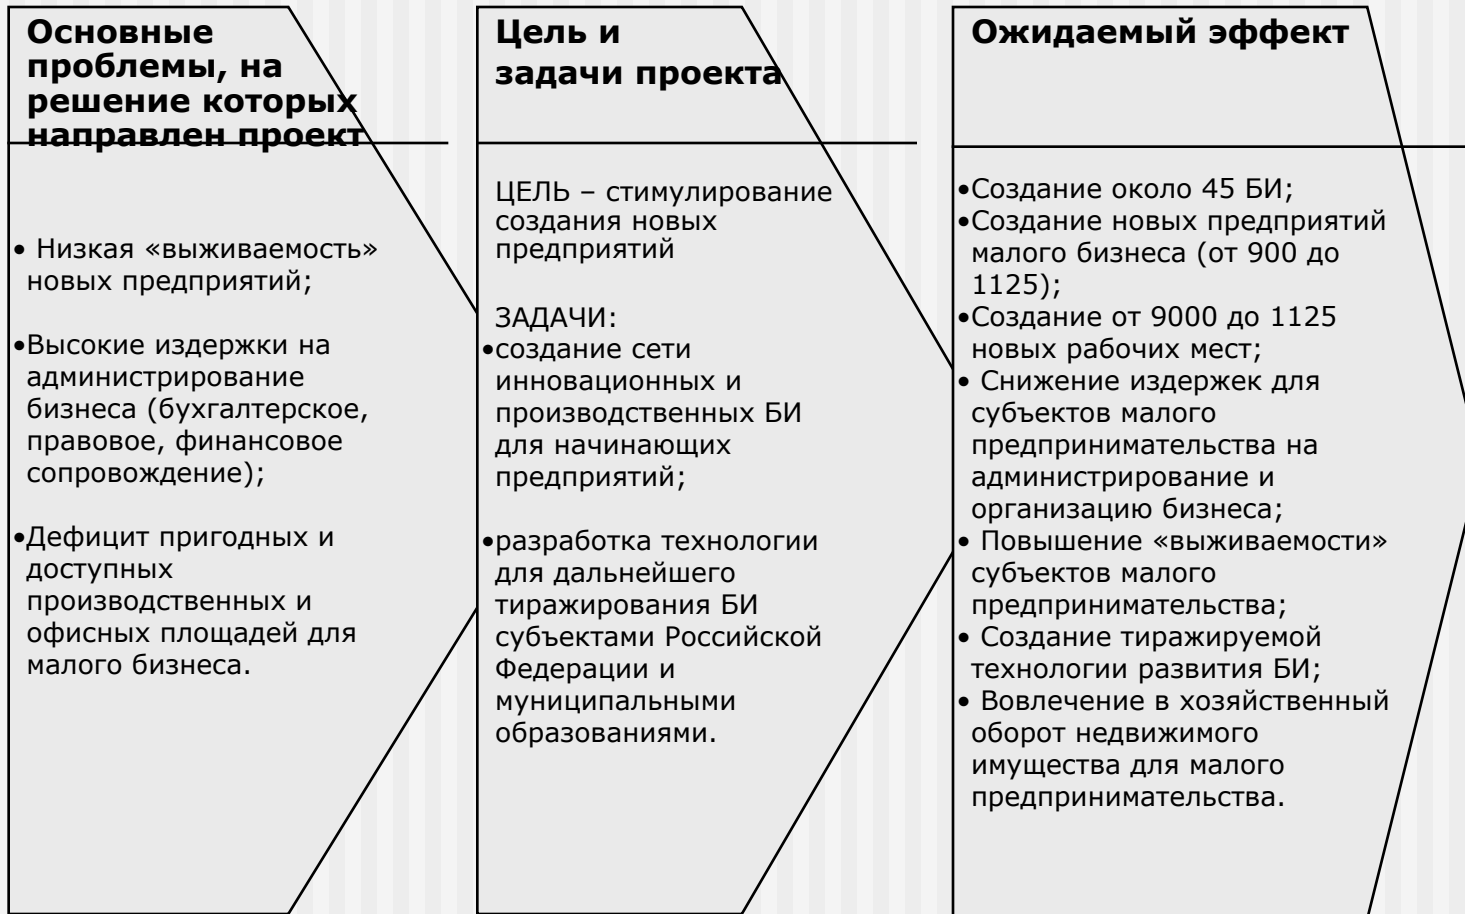 Основные
проблемы, на
решение которых
направлен проект
• Низкая «выживаемость»
новых предприятий;
•Высокие издержки на
администрирование
бизнеса (бухгалтерское,
правовое, финансовое
сопровождение);
•Дефицит пригодных и
доступных
производственных и
офисных площадей для
малого бизнеса.
Цель и
задачи проекта
ЦЕЛЬ – стимулирование
создания новых
предприятий
ЗАДАЧИ:
•создание сети
инновационных и
производственных БИ
для начинающих
предприятий;
•разработка технологии
для дальнейшего
тиражирования БИ
субъектами Российской
Федерации и
муниципальными
образованиями.
Ожидаемый эффект
•Создание около 45 БИ;
•Создание новых предприятий
малого бизнеса (от 900 до
1125);
•Создание от 9000 до 1125
новых рабочих мест;
• Снижение издержек для
субъектов малого
предпринимательства на
администрирование и
организацию бизнеса;
• Повышение «выживаемости»
субъектов малого
предпринимательства;
• Создание тиражируемой
технологии развития БИ;
• Вовлечение в хозяйственный
оборот недвижимого
имущества для малого
предпринимательства.